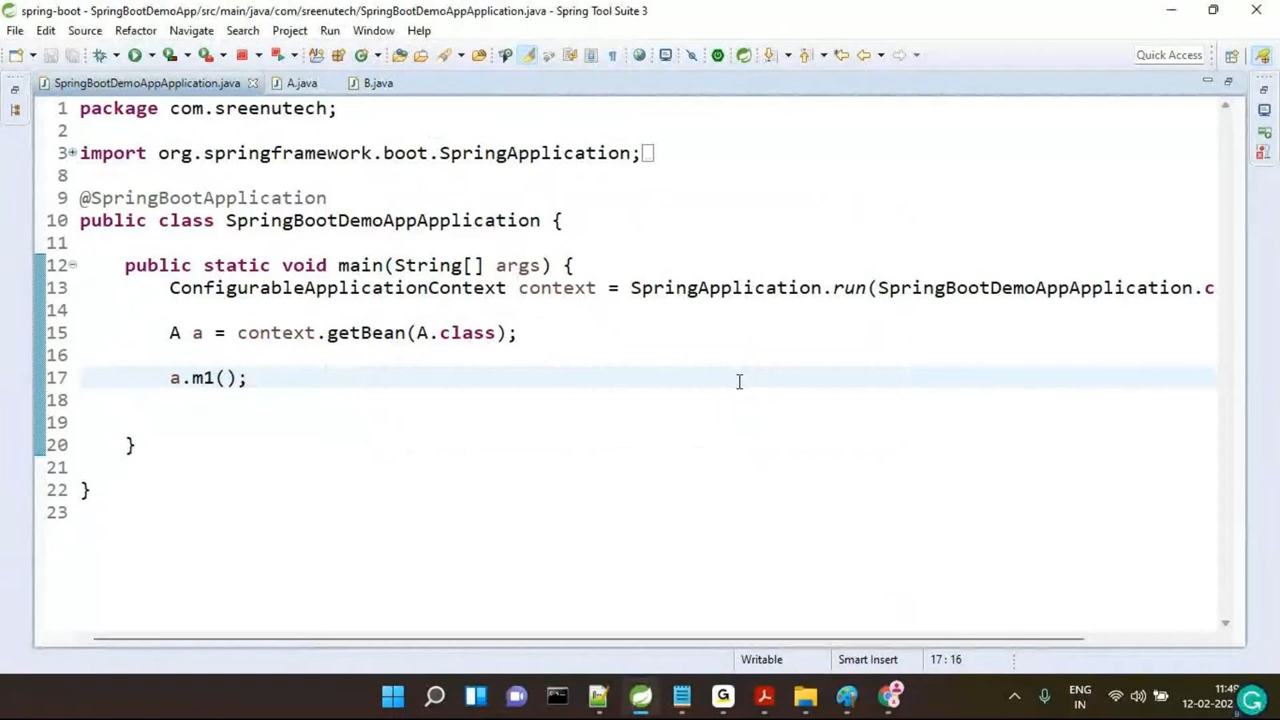 spring-boot - SpringBootDemoApp/src/main/java/com/sreenutech/SpringBootDemoAppApplication.java - Spring Tool Suite 3
File Edit Source Refactor Navigate Search Project Run Window Help
Quick Access
SpringBootDemoAppApplication.java A.java B.java
1 package com.sreenutech;
2
3 import org.springframework.boot.SpringApplication;
8
9 @SpringBootApplication
10 public class SpringBootDemoAppApplication {
11
12 public static void main(String[] args) {
13 ConfigurableApplicationContext context = SpringApplication.run(SpringBootDemoAppApplication.c
14
15 A a = context.getBean(A.class);
16
17 a.m1();
18
19
20 }
21
22 }
23
Writable Smart Insert 17 : 16
ENG
IN
12-02-202